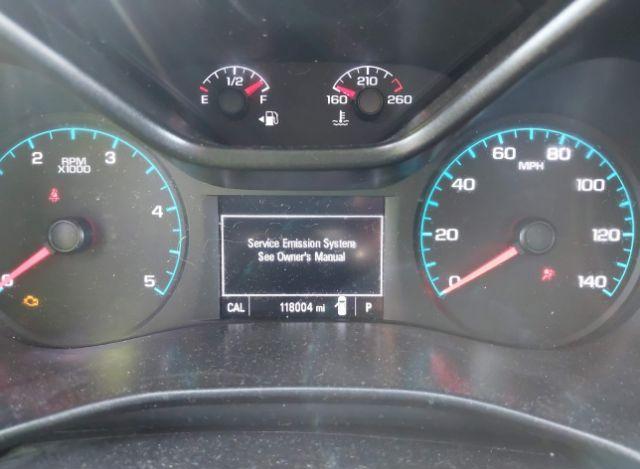 1/2
E F
210
160 260
2 3
RPM
X1000
4
0 5
60 80
MPH
40 100
20 120
0 140
Service Emission System
See Owner's Manual
CAL 118004 mi P